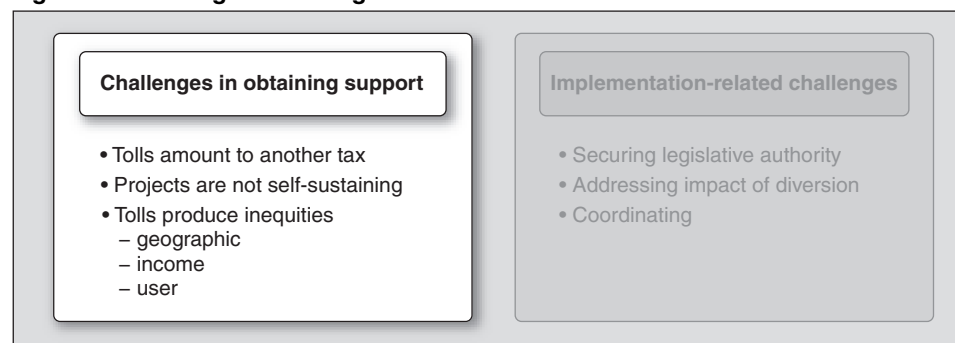 Challenges in obtaining support
• Tolls amount to another tax
• Projects are not self-sustaining
• Tolls produce inequities
– geographic
– income
– user
Implementation-related challenges
• Securing legislative authority
• Addressing impact of diversion
• Coordinating